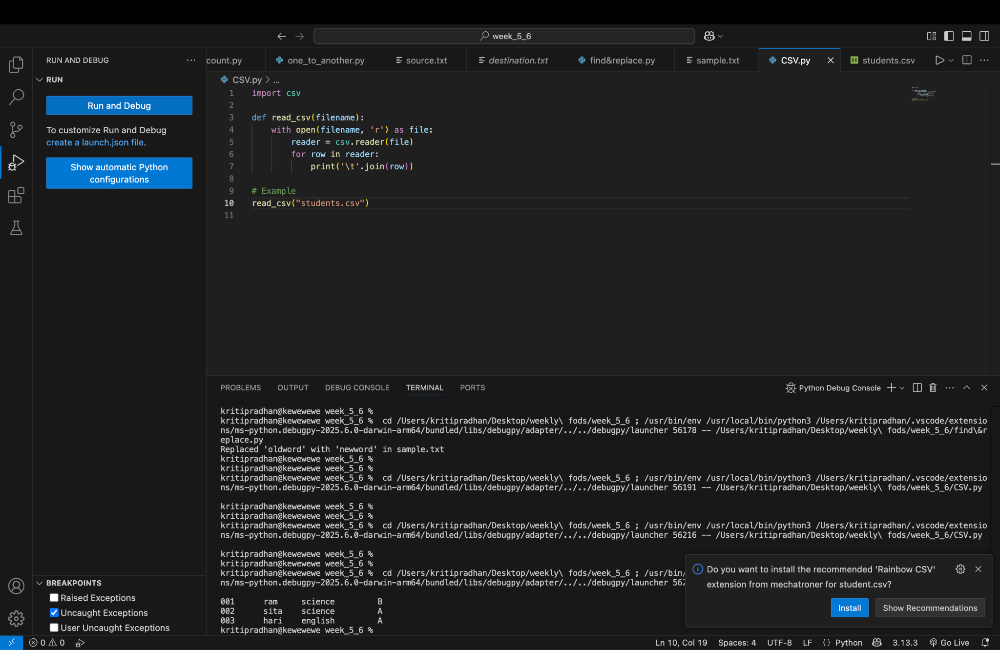 week_5_6
RUN AND DEBUG
RUN
Run and Debug
To customize Run and Debug
create a launch.json file.
Show automatic Python
configurations
count.py
one_to_another.py
source.txt
destination.txt
find&replace.py
sample.txt
CSV.py
students.csv
CSV.py > ...
1 import csv
2
3 def read_csv(filename):
4     with open(filename, 'r') as file:
5         reader = csv.reader(file)
6         for row in reader:
7             print('\t'.join(row))
8
9 # Example
10 read_csv("students.csv")
11
PROBLEMS OUTPUT DEBUG CONSOLE TERMINAL PORTS
Python Debug Console
kritipradhan@kewewewe week_5_6 %
kritipradhan@kewewewe week_5_6 %  cd /Users/kritipradhan/Desktop/weekly\ fods/week_5_6 ; /usr/bin/env /usr/local/bin/python3 /Users/kritipradhan/.vscode/extensio
ns/ms-python.debugpy-2025.6.0-darwin-arm64/bundled/libs/debugpy/adapter/../../debugpy/launcher 56178 -- /Users/kritipradhan/Desktop/weekly\ fods/week_5_6/find\&r
eplace.py
Replaced 'oldword' with 'newword' in sample.txt
kritipradhan@kewewewe week_5_6 %
kritipradhan@kewewewe week_5_6 %
kritipradhan@kewewewe week_5_6 %  cd /Users/kritipradhan/Desktop/weekly\ fods/week_5_6 ; /usr/bin/env /usr/local/bin/python3 /Users/kritipradhan/.vscode/extensio
ns/ms-python.debugpy-2025.6.0-darwin-arm64/bundled/libs/debugpy/adapter/../../debugpy/launcher 56191 -- /Users/kritipradhan/Desktop/weekly\ fods/week_5_6/CSV.py
kritipradhan@kewewewe week_5_6 %
kritipradhan@kewewewe week_5_6 %
kritipradhan@kewewewe week_5_6 %  cd /Users/kritipradhan/Desktop/weekly\ fods/week_5_6 ; /usr/bin/env /usr/local/bin/python3 /Users/kritipradhan/.vscode/extensio
ns/ms-python.debugpy-2025.6.0-darwin-arm64/bundled/libs/debugpy/adapter/../../debugpy/launcher 56216 -- /Users/kritipradhan/Desktop/weekly\ fods/week_5_6/CSV.py
kritipradhan@kewewewe week_5_6 %
kritipradhan@kewewewe week_5_6 %
kritipradhan@kewewewe week_5_6 %  cd /Users/kritipradhan/Desktop/weekly\ fods/week_5_6 ; /usr/bin/
ns/ms-python.debugpy-2025.6.0-darwin-arm64/bundled/libs/debugpy/adapter/../../debugpy/launcher 562
001 ram science B
002 sita science A
003 hari english A
kritipradhan@kewewewe week_5_6 %
Do you want to install the recommended 'Rainbow CSV'
extension from mechatroner for student.csv?
Install
Show Recommendations
BREAKPOINTS
Raised Exceptions
Uncaught Exceptions
User Uncaught Exceptions
0 0
Ln 10, Col 19 Spaces: 4 UTF-8 LF {} Python 3.13.3 Go Live